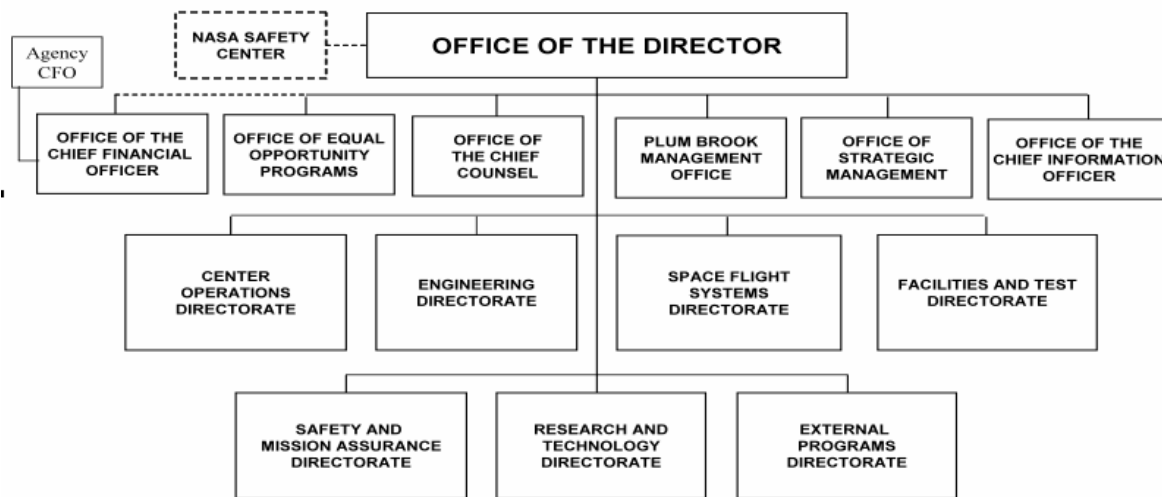 NASA SAFETY
CENTER
OFFICE OF THE DIRECTOR
Agency
CFO
OFFICE OF THE
CHIEF FINANCIAL
OFFICER
OFFICE OF EQUAL
OPPORTUNITY
PROGRAMS
OFFICE OF
THE CHIEF
COUNSEL
PLUM BROOK
MANAGEMENT
OFFICE
OFFICE OF
STRATEGIC
MANAGEMENT
OFFICE OF THE
CHIEF INFORMATION
OFFICER
CENTER
OPERATIONS
DIRECTORATE
ENGINEERING
DIRECTORATE
SPACE FLIGHT
SYSTEMS
DIRECTORATE
FACILITIES AND TEST
DIRECTORATE
SAFETY AND
MISSION ASSURANCE
DIRECTORATE
RESEARCH AND
TECHNOLOGY
DIRECTORATE
EXTERNAL
PROGRAMS
DIRECTORATE